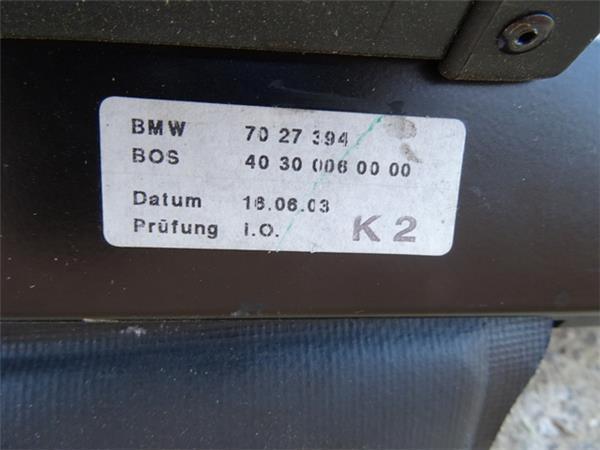 BMW 70 27 394
BOS 40 30 006 00 00
Datum 16.06.03
Prüfung i.O. K 2